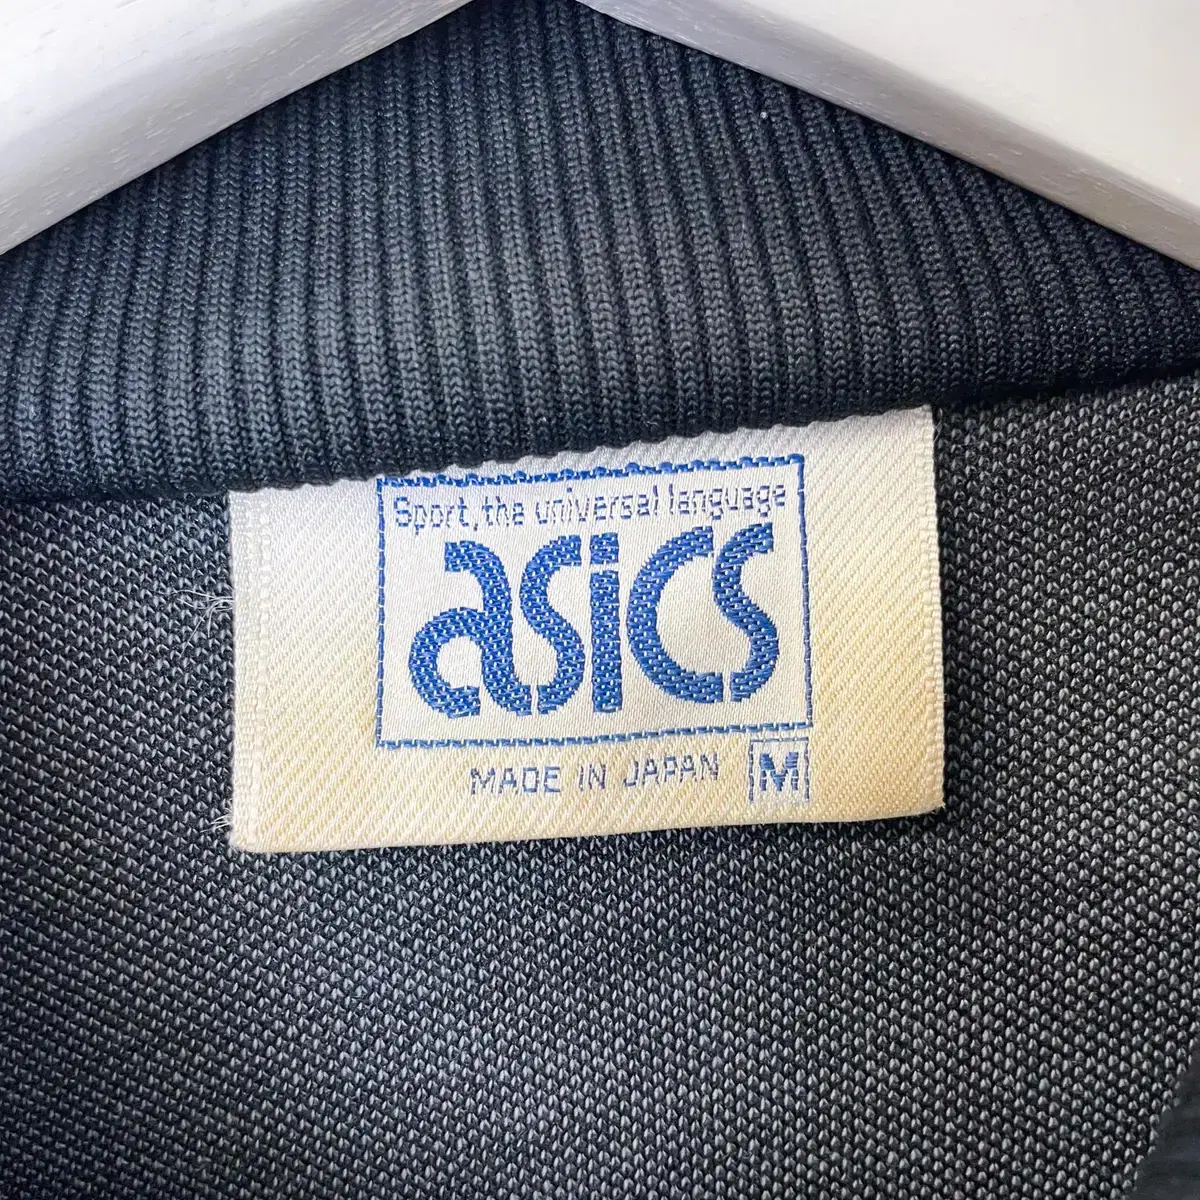 Sport, the universal language
asics
MADE IN JAPAN M